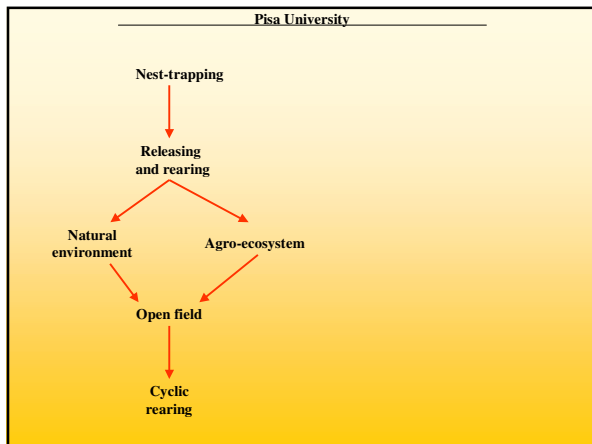 Pisa University
Nest-trapping
Releasing
and rearing
Natural
environment
Agro-ecosystem
Open field
Cyclic
rearing